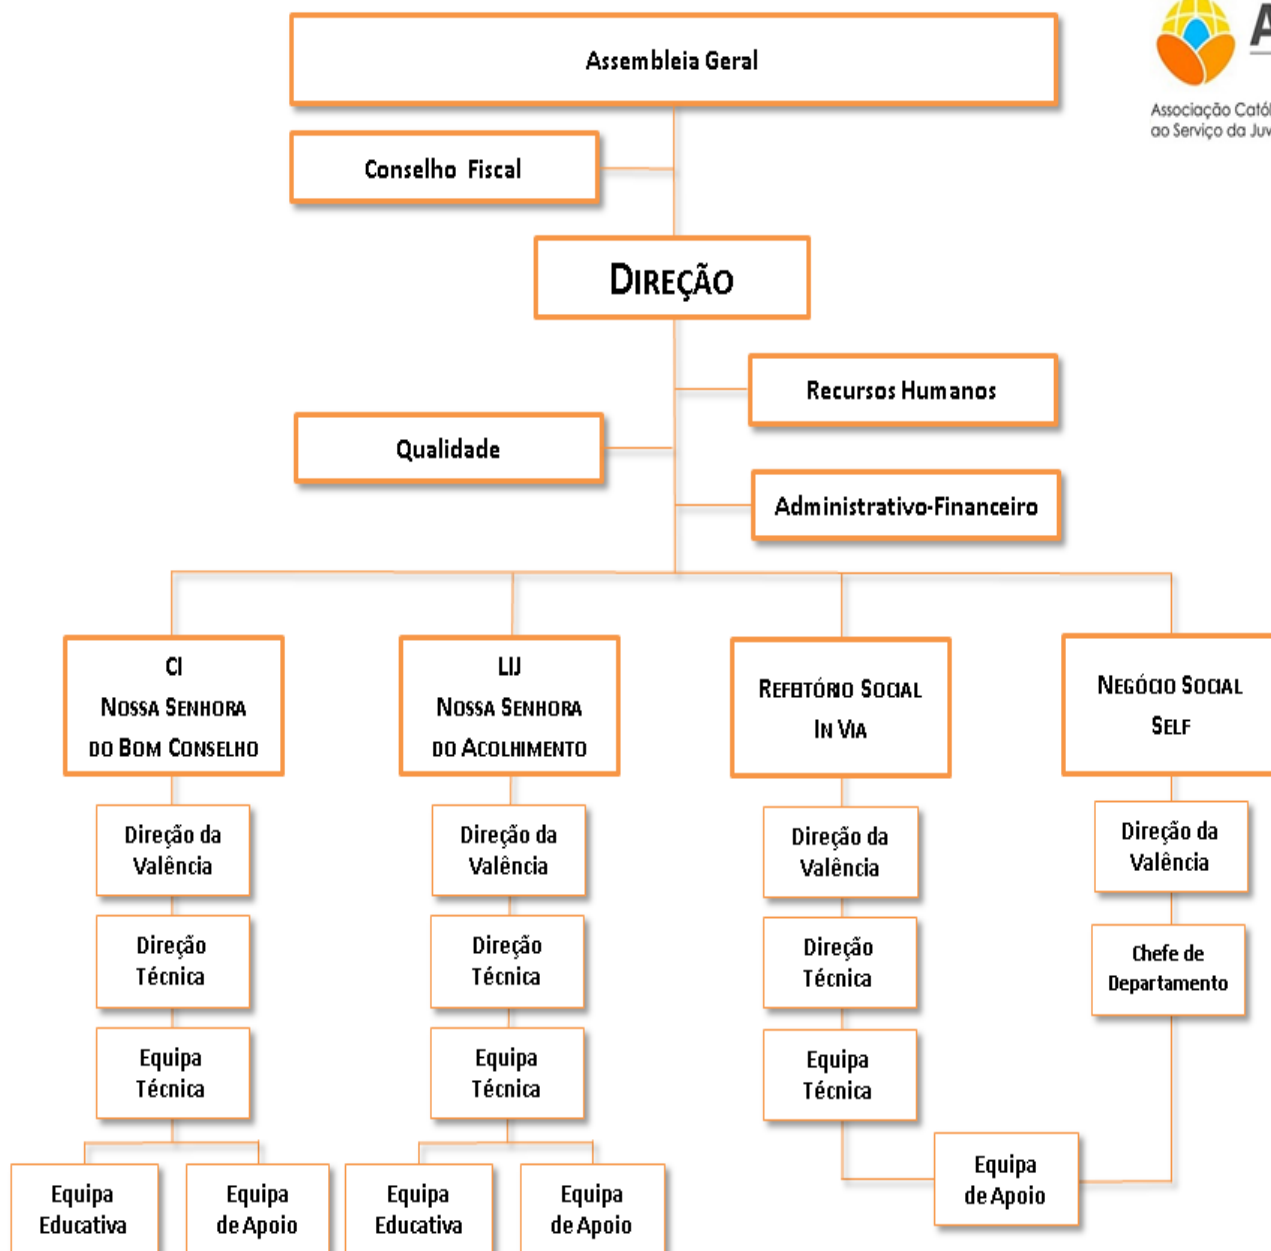 Assembleia Geral
Associação
ao Serviço da
Conselho Fiscal
DIREÇÃO
Recursos Humanos
Qualidade
Administrativo-Financeiro
CI
NOSSA SENHORA
DO BOM CONSELHO
LIJ
NOSSA SENHORA
DO ACOLHIMENTO
REFEITÓRIO SOCIAL
IN VIA
NEGÓCIO SOCIAL
SELF
Direção da
Valência
Direção da
Valência
Direção da
Valência
Direção da
Valência
Direção
Técnica
Direção
Técnica
Direção
Técnica
Chefe de
Departamento
Equipa
Técnica
Equipa
Técnica
Equipa
Técnica
Equipa
Educativa
Equipa
de Apoio
Equipa
Educativa
Equipa
de Apoio
Equipa
de Apoio